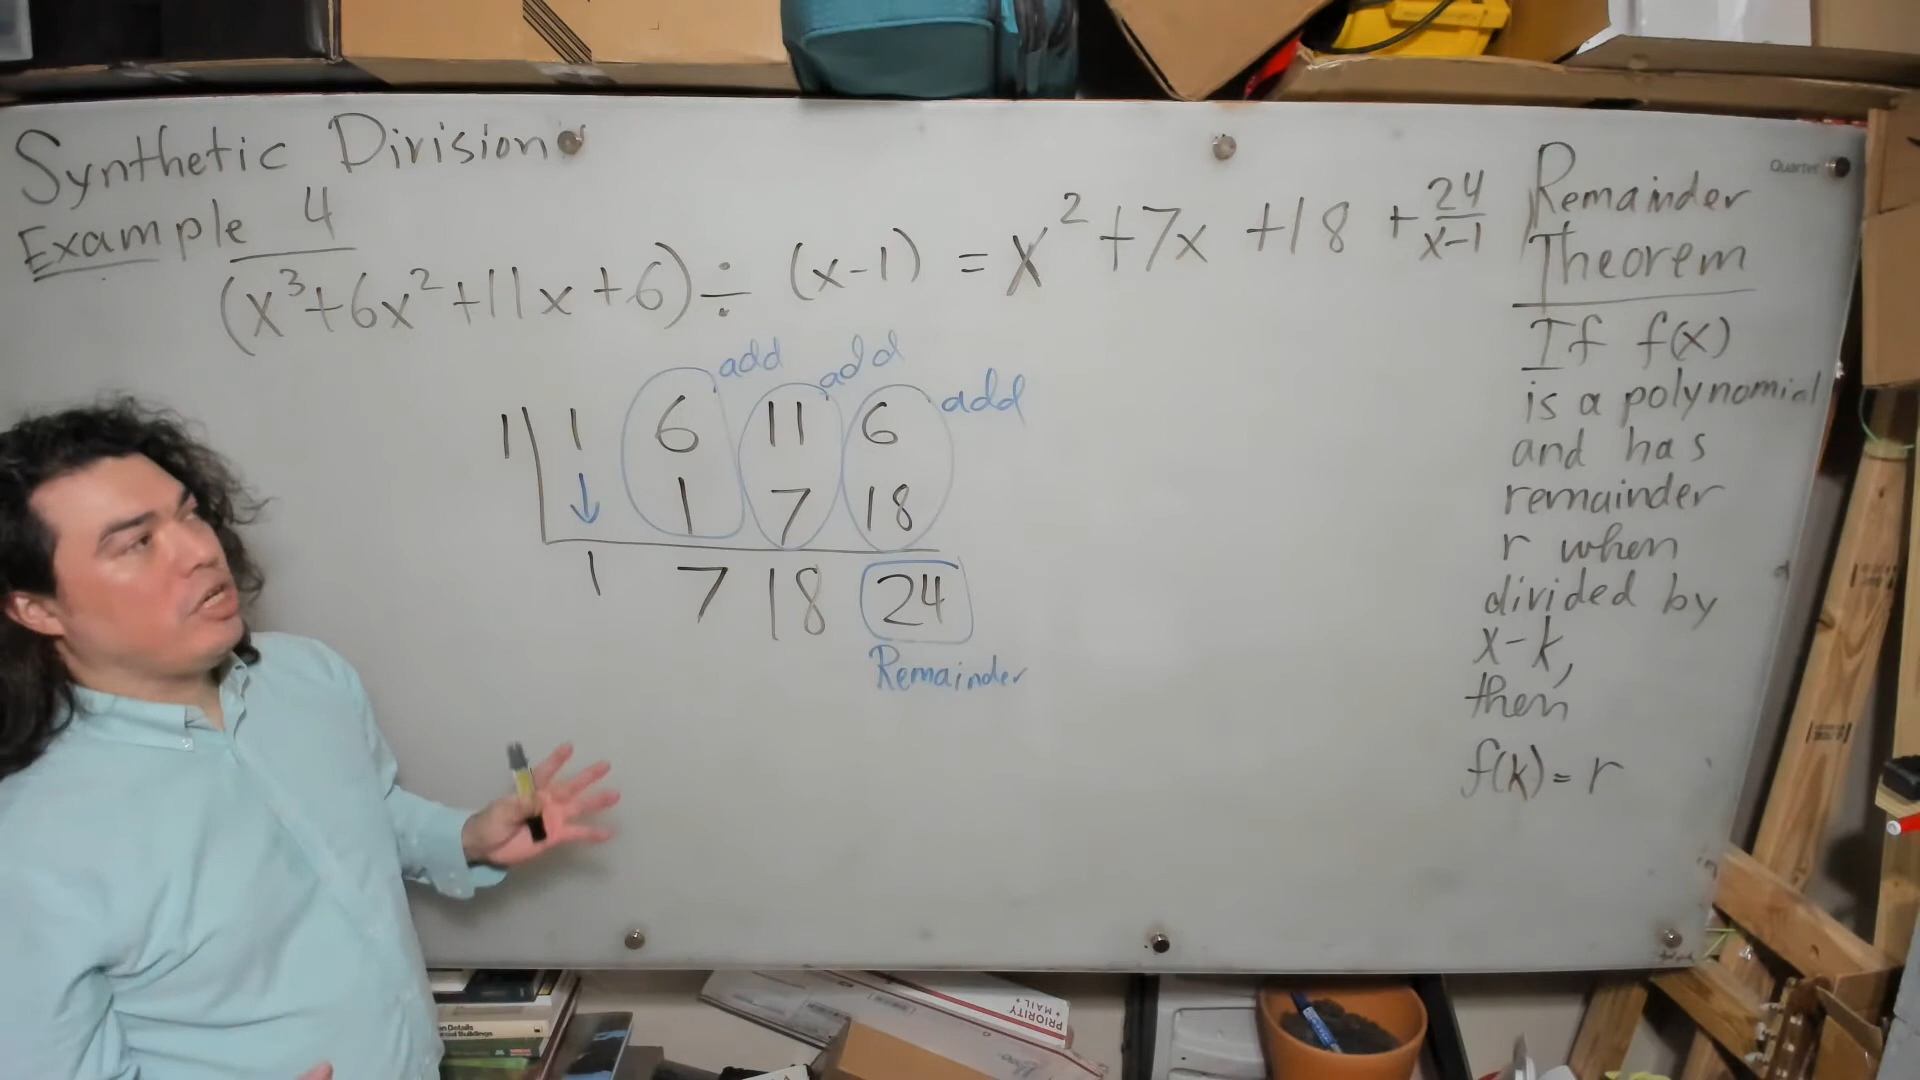 Synthetic Division
Example 4
(x³+6x²+11x+6) ÷ (x-1) = x²+7x+18+24/(x-1)
add add add
1 1 6 11 6
↓ 1 7 18
1 7 18 24
Remainder
Remainder
Theorem
If f(x)
is a polynomial
and has
remainder
r when
divided by
x-k,
then
f(k)=r
Quartet
PRIORITY
MAIL